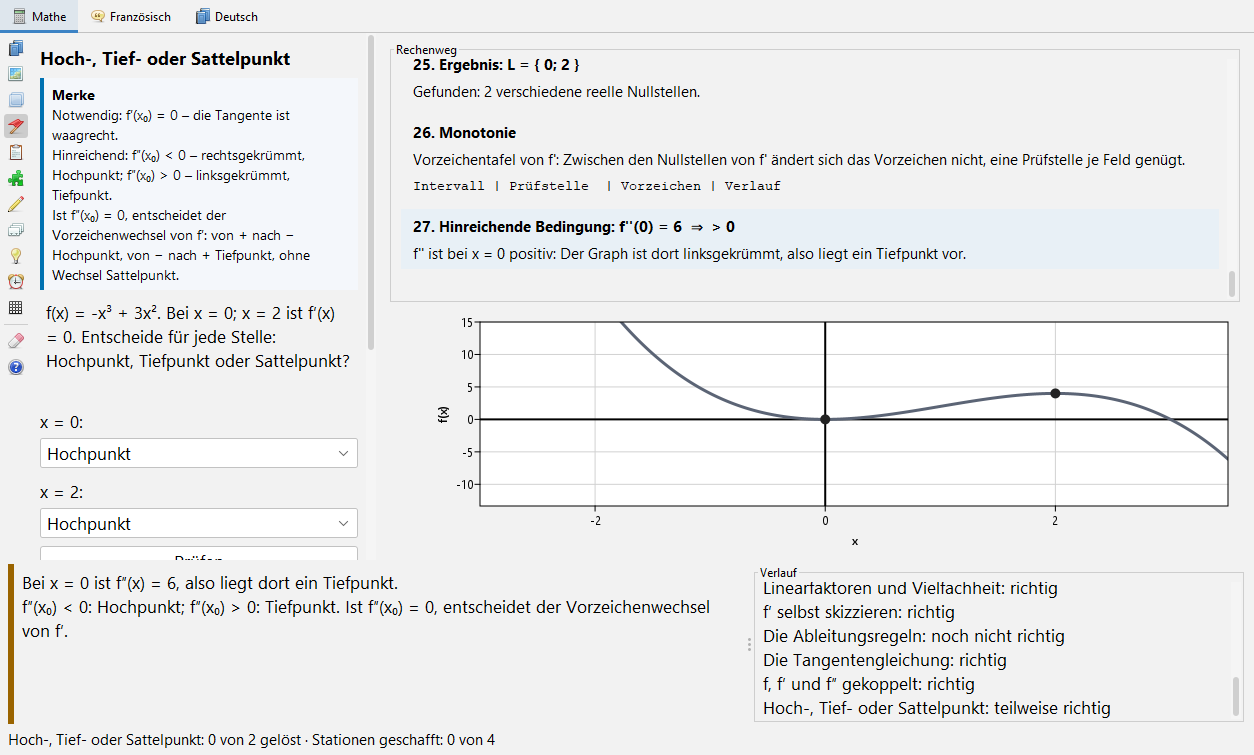 Mathe
Französisch
Deutsch
Hoch-, Tief- oder Sattelpunkt
Merke
Notwendig: f′(x₀) = 0 – die Tangente ist
waagrecht.
Hinreichend: f″(x₀) < 0 – rechtsgekrümmt,
Hochpunkt; f″(x₀) > 0 – linksgekrümmt,
Tiefpunkt.
Ist f″(x₀) = 0, entscheidet der
Vorzeichenwechsel von f′: von + nach −
Hochpunkt, von − nach + Tiefpunkt, ohne
Wechsel Sattelpunkt.
f(x) = -x³ + 3x². Bei x = 0; x = 2 ist f′(x)
= 0. Entscheide für jede Stelle:
Hochpunkt, Tiefpunkt oder Sattelpunkt?
x = 0:
Hochpunkt
x = 2:
Hochpunkt
Prüfen
Rechenweg
25. Ergebnis: L = { 0; 2 }
Gefunden: 2 verschiedene reelle Nullstellen.
26. Monotonie
Vorzeichentafel von f': Zwischen den Nullstellen von f' ändert sich das Vorzeichen nicht, eine Prüfstelle je Feld genügt.
Intervall | Prüfstelle | Vorzeichen | Verlauf
27. Hinreichende Bedingung: f''(0) = 6 ⇒ > 0
f'' ist bei x = 0 positiv: Der Graph ist dort linksgekrümmt, also liegt ein Tiefpunkt vor.
15
10
5
0
-5
-10
f(x)
-2
0
2
x
Bei x = 0 ist f″(x) = 6, also liegt dort ein Tiefpunkt.
f″(x₀) < 0: Hochpunkt; f″(x₀) > 0: Tiefpunkt. Ist f″(x₀) = 0, entscheidet der Vorzeichenwechsel
von f′.
Verlauf
Linearfaktoren und Vielfachheit: richtig
f′ selbst skizzieren: richtig
Die Ableitungsregeln: noch nicht richtig
Die Tangentengleichung: richtig
f, f′ und f″ gekoppelt: richtig
Hoch-, Tief- oder Sattelpunkt: teilweise richtig
Hoch-, Tief- oder Sattelpunkt: 0 von 2 gelöst · Stationen geschafft: 0 von 4